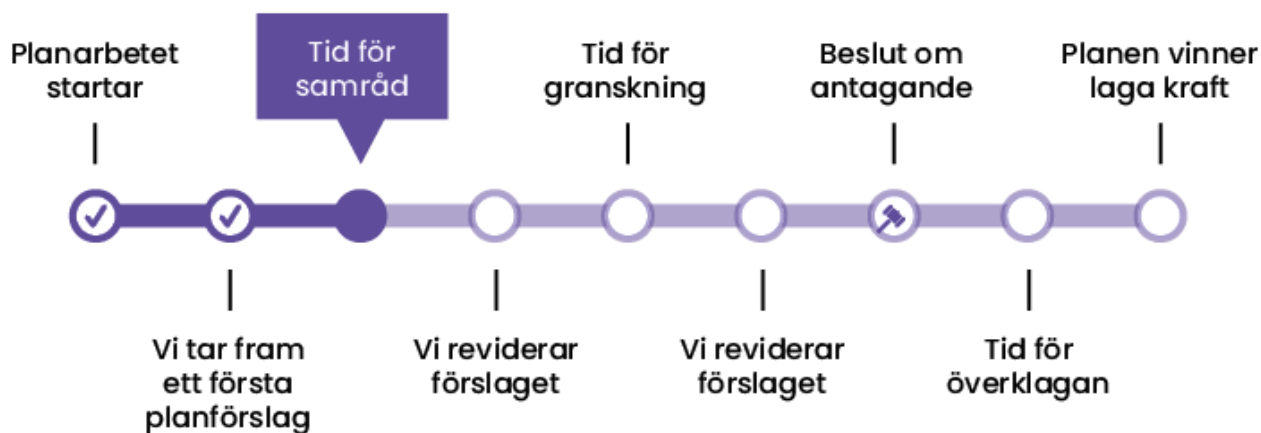 Planarbetet
startar
Tid för
samråd
Tid för
granskning
Beslut om
antagande
Planen vinner
laga kraft
Vi tar fram
ett första
planförslag
Vi reviderar
förslaget
Vi reviderar
förslaget
Tid för
överklagan